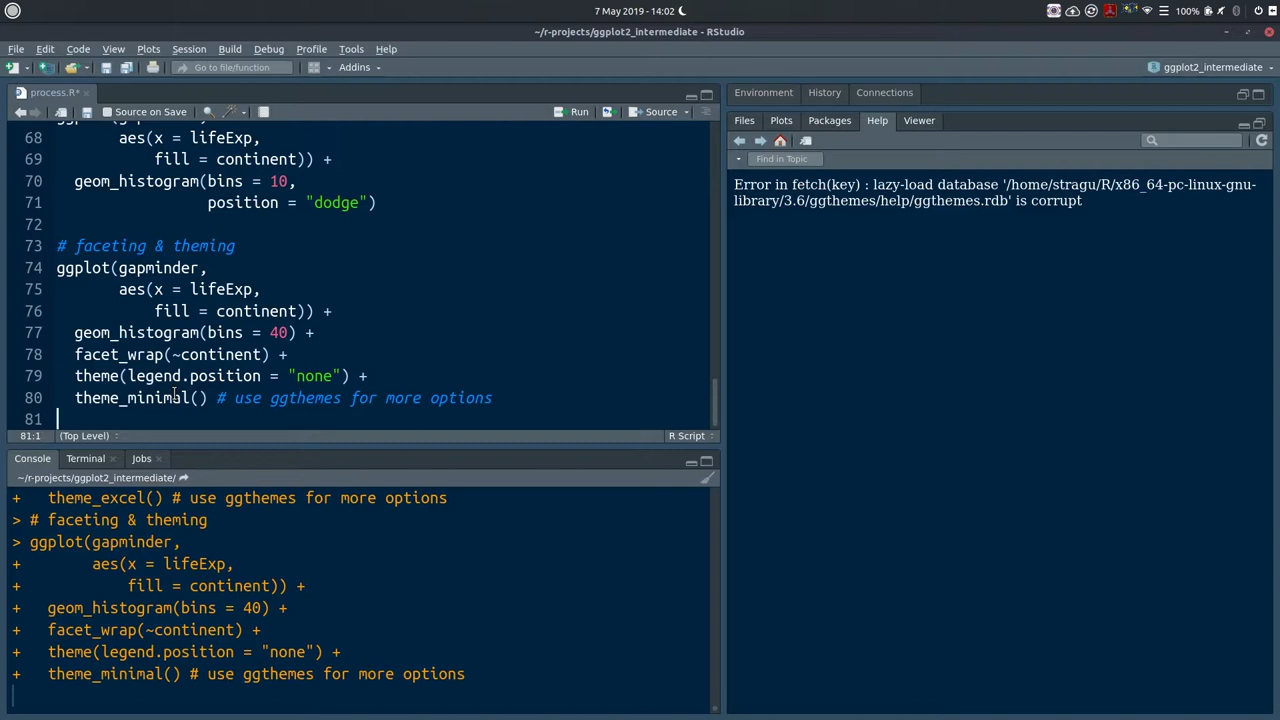 7 May 2019 - 14:02
100%
~/r-projects/ggplot2_intermediate - RStudio
File Edit Code View Plots Session Build Debug Profile Tools Help
Go to file/function Addins ggplot2_intermediate
process.R*
Source on Save Run Source
68 aes(x = lifeExp,
69 fill = continent)) +
70 geom_histogram(bins = 10,
71 position = "dodge")
72
73 # faceting & theming
74 ggplot(gapminder,
75 aes(x = lifeExp,
76 fill = continent)) +
77 geom_histogram(bins = 40) +
78 facet_wrap(~continent) +
79 theme(legend.position = "none") +
80 theme_minimal() # use ggthemes for more options
81
81:1 (Top Level) R Script
Console Terminal Jobs
~/r-projects/ggplot2_intermediate/
+ theme_excel() # use ggthemes for more options
> # faceting & theming
> ggplot(gapminder,
+ aes(x = lifeExp,
+ fill = continent)) +
+ geom_histogram(bins = 40) +
+ facet_wrap(~continent) +
+ theme(legend.position = "none") +
+ theme_minimal() # use ggthemes for more options
Environment History Connections
Files Plots Packages Help Viewer
Find in Topic
Error in fetch(key) : lazy-load database '/home/stragu/R/x86_64-pc-linux-gnu-
library/3.6/ggthemes/help/ggthemes.rdb' is corrupt